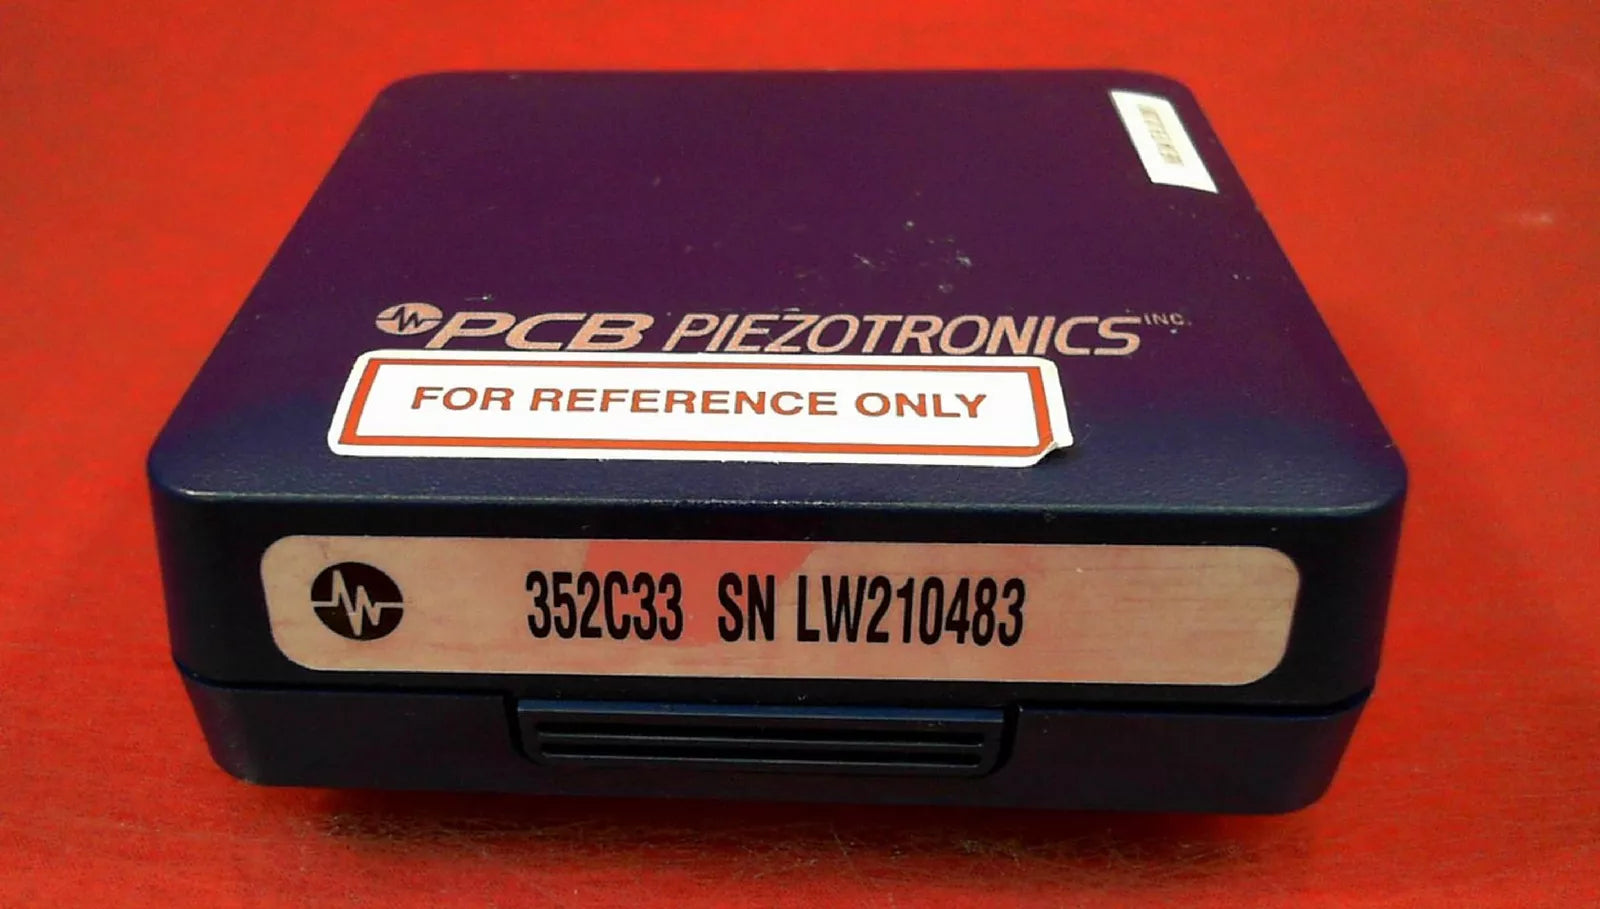 PCB PIEZOTRONICS INC.
FOR REFERENCE ONLY
352C33 SN LW210483